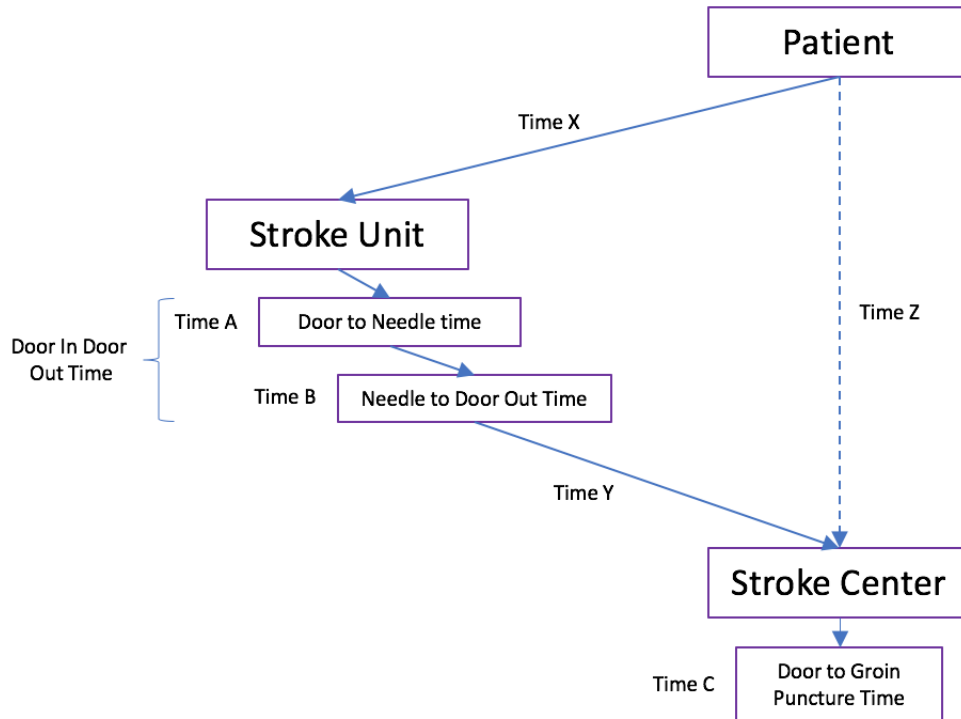 Patient
Time X
Stroke Unit
Time A
Door to Needle time
Door In Door
Out Time
Time Z
Time B
Needle to Door Out Time
Time Y
Stroke Center
Time C
Door to Groin
Puncture Time